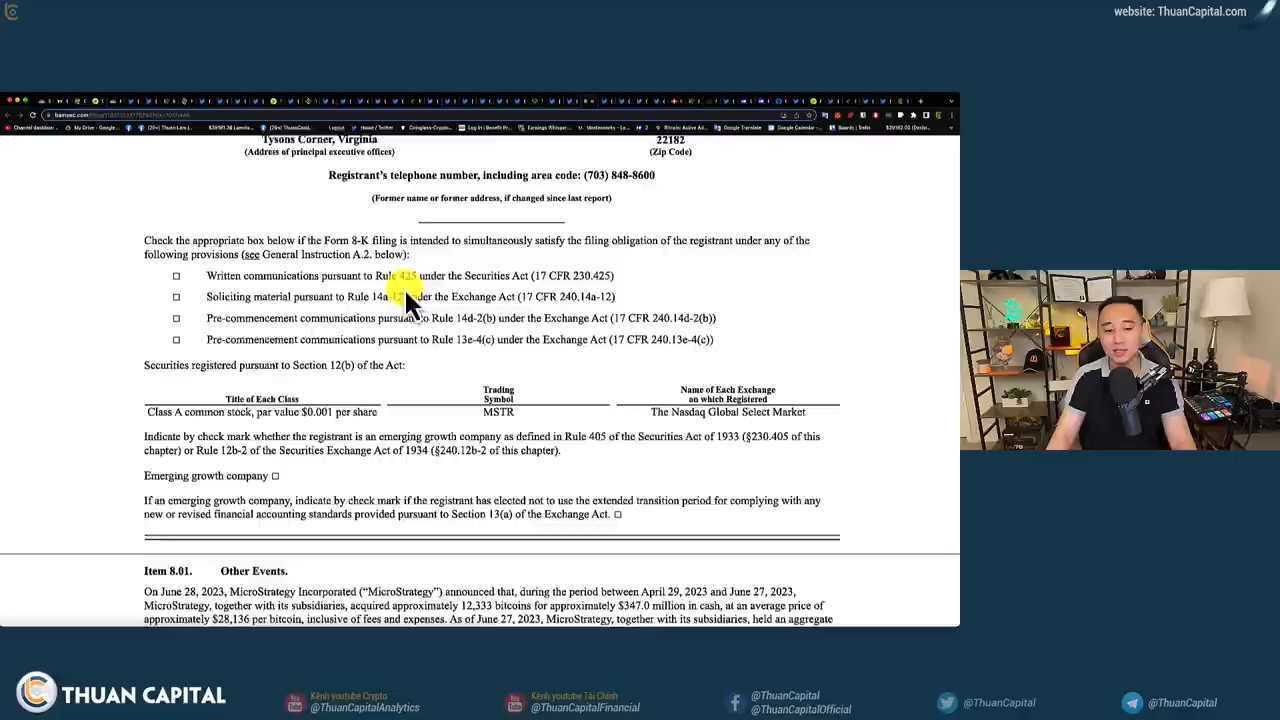 website: ThuanCapital.com
Tysons Corner, Virginia 22182
(Address of principal executive offices) (Zip Code)
Registrant's telephone number, including area code: (703) 848-8600
(Former name or former address, if changed since last report)
Check the appropriate box below if the Form 8-K filing is intended to simultaneously satisfy the filing obligation of the registrant under any of the
following provisions (see General Instruction A.2. below):
☐ Written communications pursuant to Rule 425 under the Securities Act (17 CFR 230.425)
☐ Soliciting material pursuant to Rule 14a-12 under the Exchange Act (17 CFR 240.14a-12)
☐ Pre-commencement communications pursuant to Rule 14d-2(b) under the Exchange Act (17 CFR 240.14d-2(b))
☐ Pre-commencement communications pursuant to Rule 13e-4(c) under the Exchange Act (17 CFR 240.13e-4(c))
Securities registered pursuant to Section 12(b) of the Act:
Trading Name of Each Exchange
Title of Each Class Symbol on which Registered
Class A common stock, par value $0.001 per share MSTR The Nasdaq Global Select Market
Indicate by check mark whether the registrant is an emerging growth company as defined in Rule 405 of the Securities Act of 1933 (§230.405 of this
chapter) or Rule 12b-2 of the Securities Exchange Act of 1934 (§240.12b-2 of this chapter).
Emerging growth company ☐
If an emerging growth company, indicate by check mark if the registrant has elected not to use the extended transition period for complying with any
new or revised financial accounting standards provided pursuant to Section 13(a) of the Exchange Act. ☐
Item 8.01. Other Events.
On June 28, 2023, MicroStrategy Incorporated ("MicroStrategy") announced that, during the period between April 29, 2023 and June 27, 2023,
MicroStrategy, together with its subsidiaries, acquired approximately 12,333 bitcoins for approximately $347.0 million in cash, at an average price of
approximately $28,136 per bitcoin, inclusive of fees and expenses. As of June 27, 2023, MicroStrategy, together with its subsidiaries, held an aggregate
THUAN CAPITAL
Kênh youtube Crypto
@ThuanCapitalAnalytics
Kênh youtube Tài Chính
@ThuanCapitalFinancial
@ThuanCapital
@ThuanCapitalOfficial
@ThuanCapital
@ThuanCapital